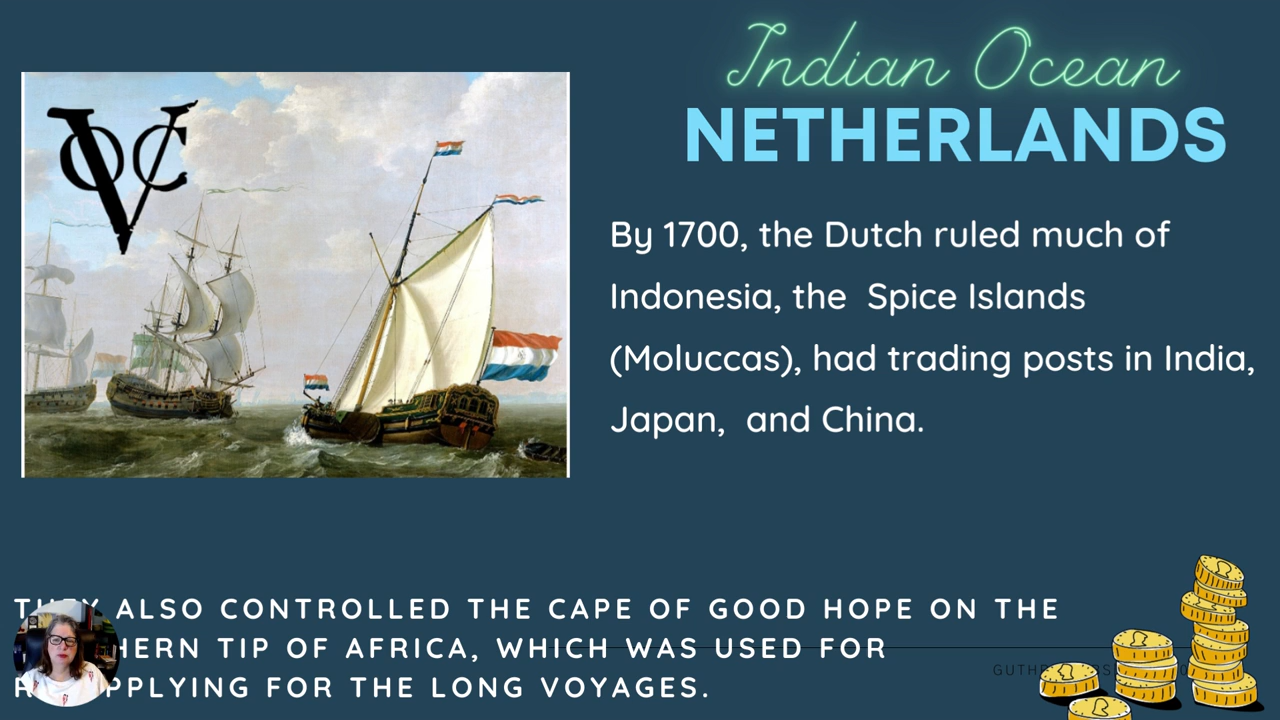 VOC
Indian Ocean
NETHERLANDS
By 1700, the Dutch ruled much of
Indonesia, the Spice Islands
(Moluccas), had trading posts in India,
Japan, and China.
THEY ALSO CONTROLLED THE CAPE OF GOOD HOPE ON THE
TIP OF AFRICA, WHICH WAS USED FOR
FOR THE LONG VOYAGES.